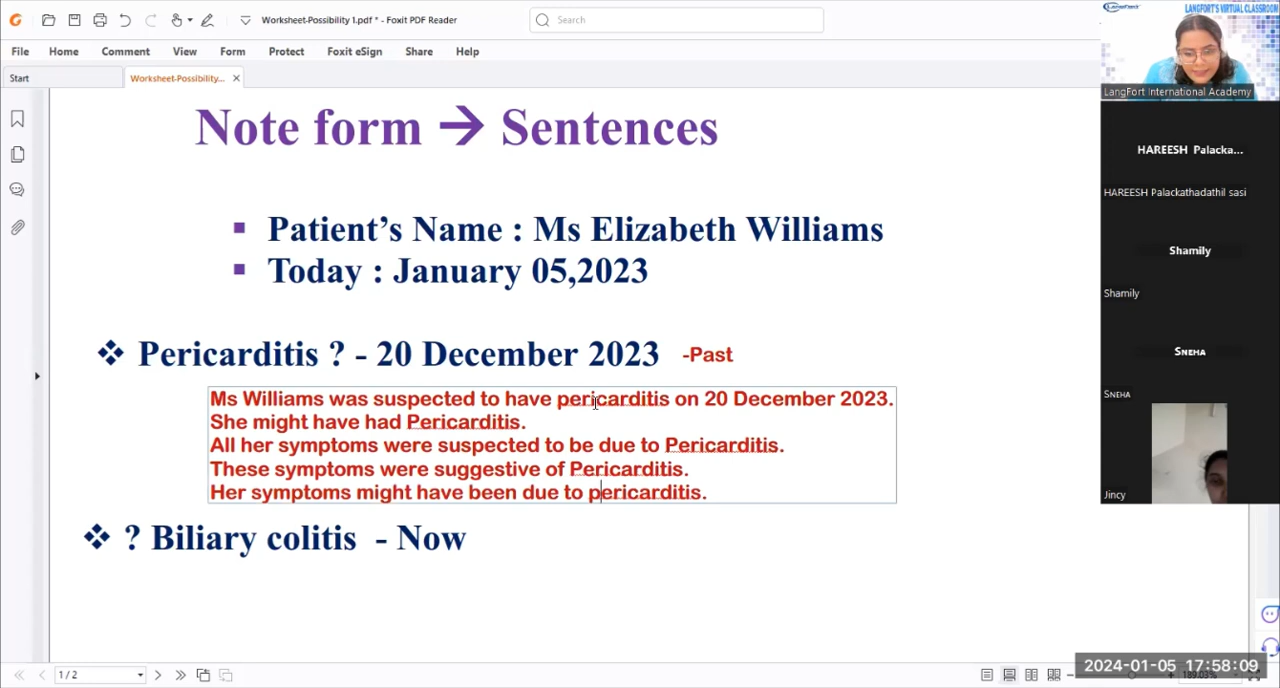 Worksheet-Possibility 1.pdf * - Foxit PDF Reader
Search
File Home Comment View Form Protect Foxit eSign Share Help
Start
Worksheet-Possibility...
Note form → Sentences
▪ Patient's Name : Ms Elizabeth Williams
▪ Today : January 05,2023
❖ Pericarditis ? - 20 December 2023 -Past
Ms Williams was suspected to have pericarditis on 20 December 2023.
She might have had Pericarditis.
All her symptoms were suspected to be due to Pericarditis.
These symptoms were suggestive of Pericarditis.
Her symptoms might have been due to pericarditis.
❖ ? Biliary colitis - Now
1 / 2
2024-01-05 17:58:09
LangFort
LANGFORT'S VIRTUAL CLASSROOM
LangFort International Academy
HAREESH Palacka...
HAREESH Palackathadathil sasi
Shamily
Shamily
Sneha
SNEHA
Jincy